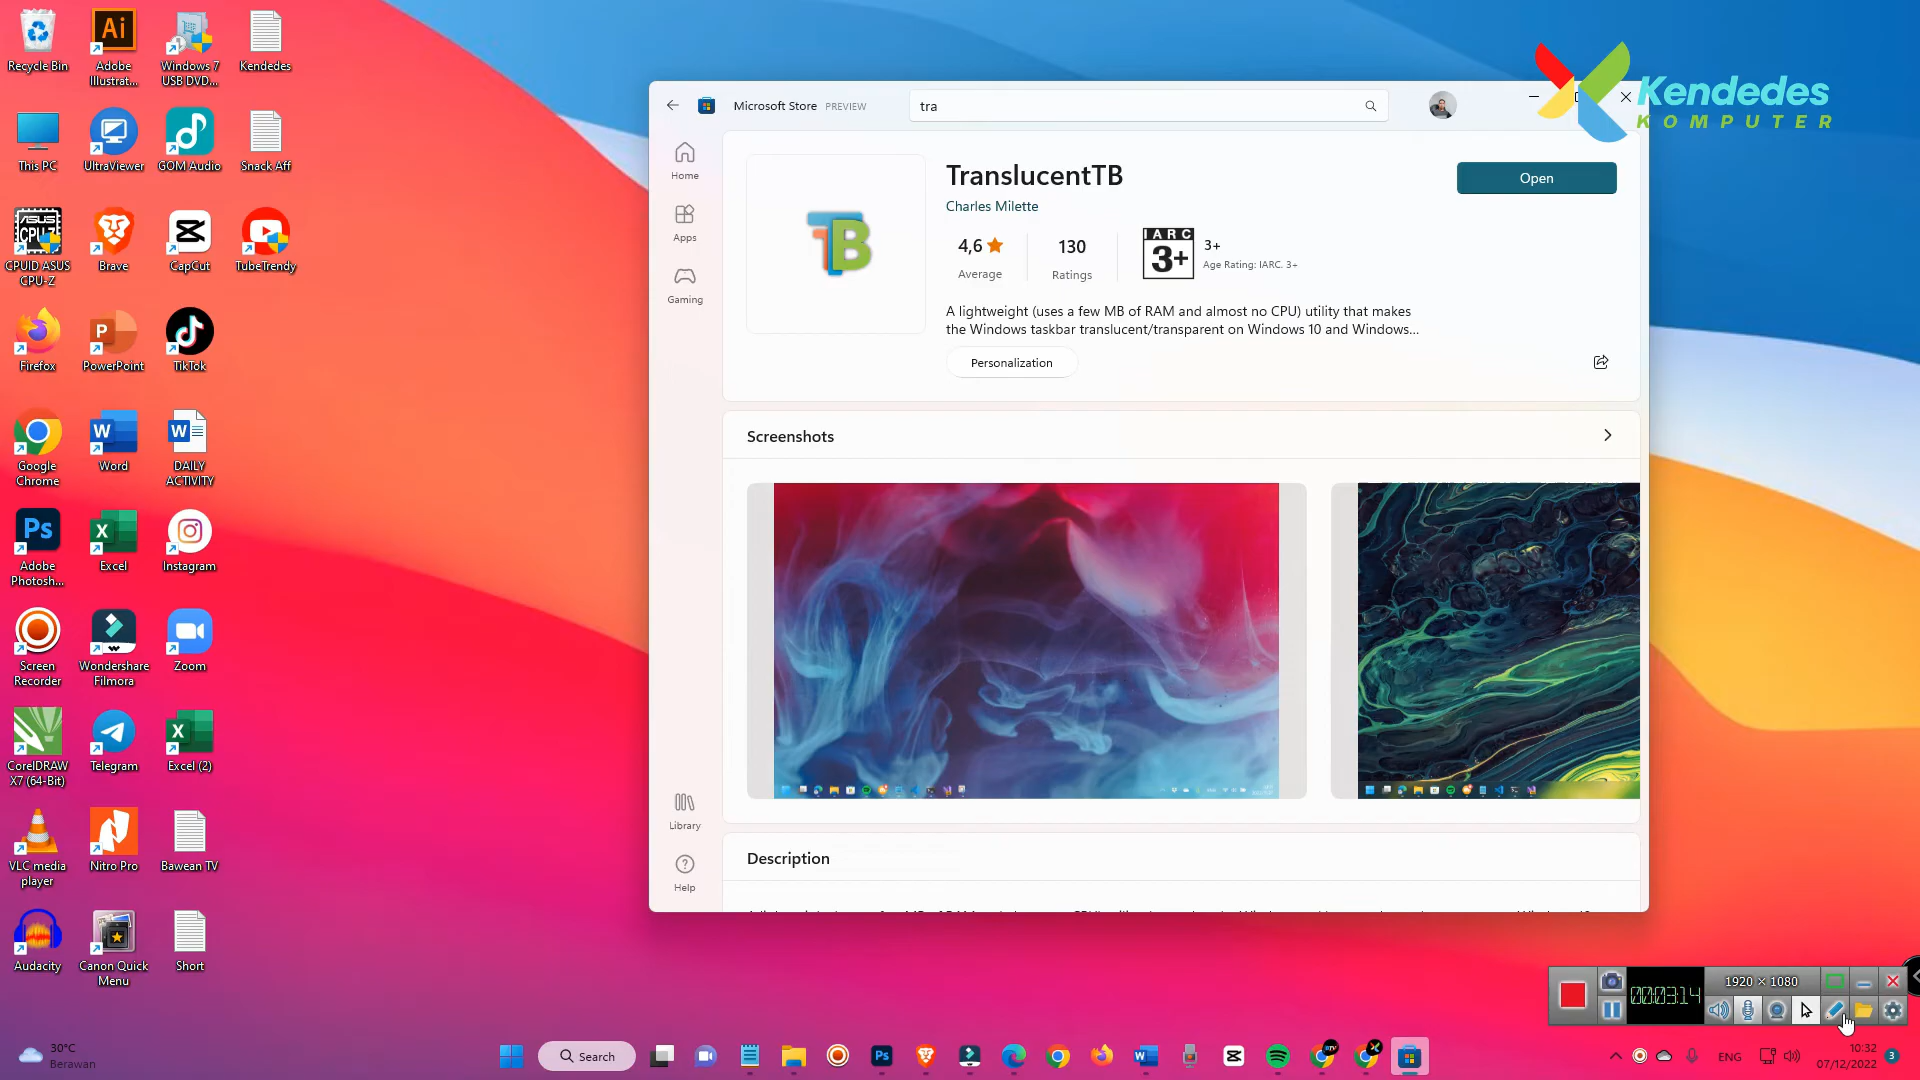 Recycle Bin
Adobe
Illustrat...
Windows 7
USB DVD...
Kendedes
This PC
UltraViewer
GOM Audio
Snack Aff
CPUID ASUS
CPU-Z
Brave
CapCut
TubeTrendy
Firefox
PowerPoint
TikTok
Google
Chrome
Word
DAILY
ACTIVITY
Adobe
Photosh...
Excel
Instagram
Screen
Recorder
Wondershare
Filmora
Zoom
CorelDRAW
X7 (64-Bit)
Telegram
Excel (2)
VLC media
player
Nitro Pro
Bawean TV
Audacity
Canon Quick
Menu
Short
Microsoft Store PREVIEW
tra
Kendedes
KOMPUTER
Home
Apps
Gaming
Library
Help
TranslucentTB
Charles Milette
Open
4,6
Average
130
Ratings
IARC
3+
3+
Age Rating: IARC. 3+
A lightweight (uses a few MB of RAM and almost no CPU) utility that makes
the Windows taskbar translucent/transparent on Windows 10 and Windows...
Personalization
Screenshots
Description
1920 × 1080
00:03:14
30°C
Berawan
Search
ENG
10:32
07/12/2022
3